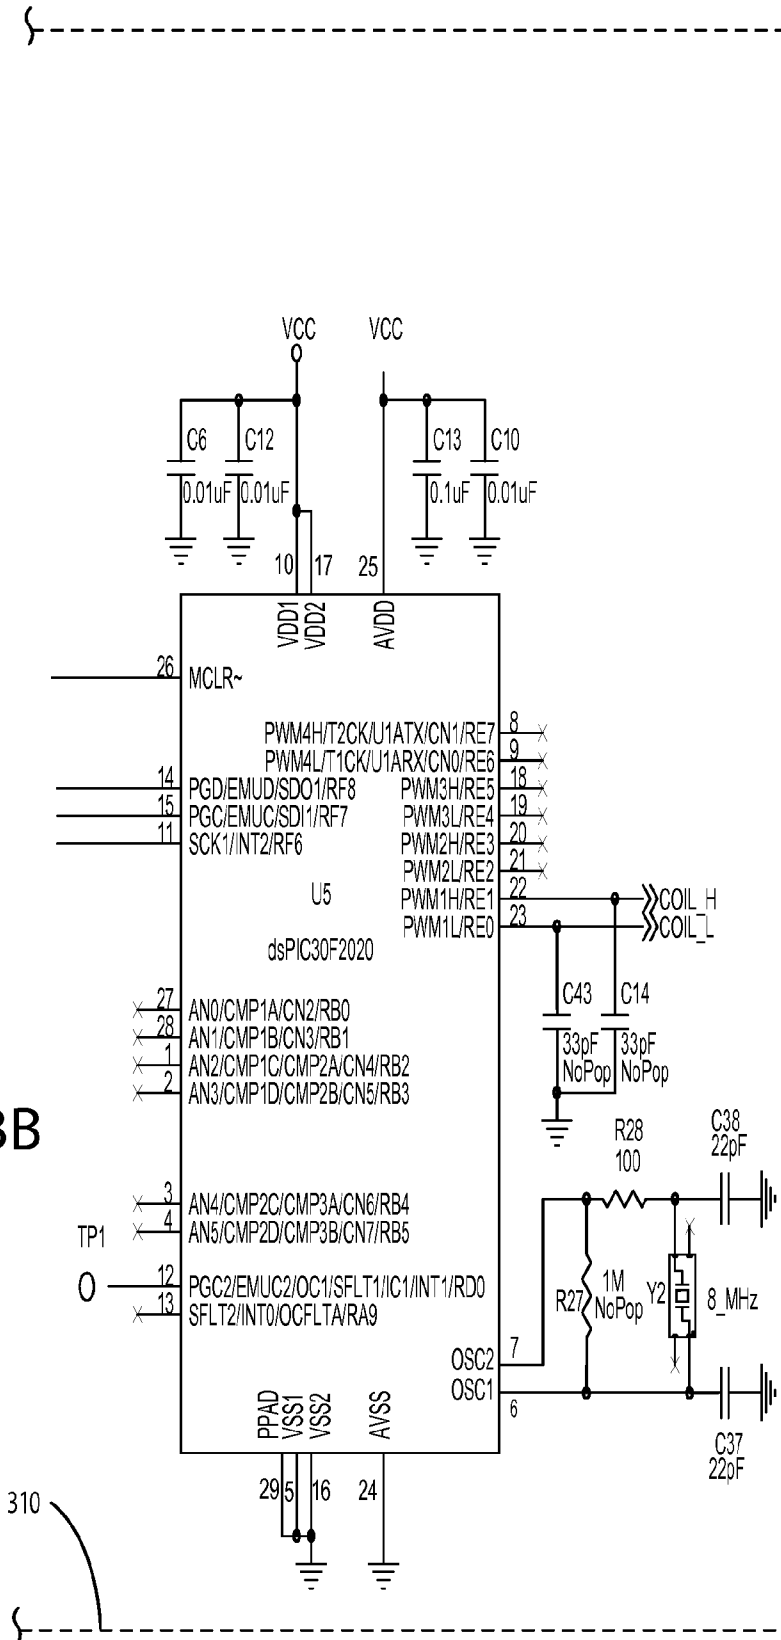 VCC VCC
C6 C12 C13 C10
0.01uF 0.01uF 0.1uF 0.01uF
10 17 25
VDD1 VDD2 AVDD
26 MCLR~
PWM4H/T2CK/U1ATX/CN1/RE7 8
PWM4L/T1CK/U1ARX/CN0/RE6 9
14 PGD/EMUD/SDO1/RF8 PWM3H/RE5 18
15 PGC/EMUC/SDI1/RF7 PWM3L/RE4 19
11 SCK1/INT2/RF6 PWM2H/RE3 20
PWM2L/RE2 21
U5 PWM1H/RE1 22 COIL_H
PWM1L/RE0 23 COIL_L
dsPIC30F2020
C43 C14
33pF 33pF
NoPop NoPop
27 AN0/CMP1A/CN2/RB0
28 AN1/CMP1B/CN3/RB1
1 AN2/CMP1C/CMP2A/CN4/RB2
2 AN3/CMP1D/CMP2B/CN5/RB3
3B
R28 C38
100 22pF
3 AN4/CMP2C/CMP3A/CN6/RB4
4 AN5/CMP2D/CMP3B/CN7/RB5
TP1
12 PGC2/EMUC2/OC1/SFLT1/IC1/INT1/RD0
13 SFLT2/INT0/OCFLTA/RA9
R27 1M NoPop Y2 8_MHz
OSC2 7
OSC1 6
PPAD VSS1 VSS2 AVSS
C37
22pF
29 5 16 24
310